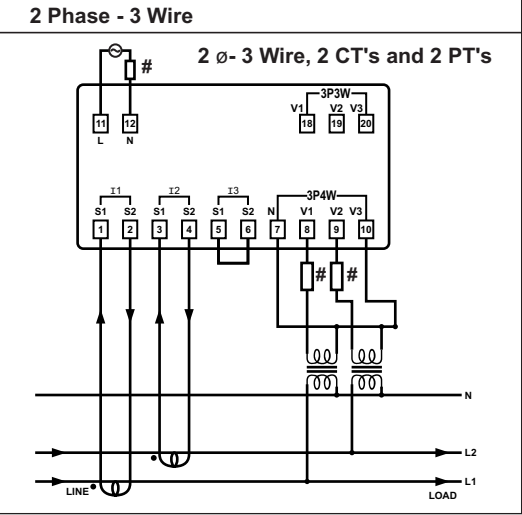 2 Phase - 3 Wire
2 ø- 3 Wire, 2 CT's and 2 PT's
#
3P3W
V1 V2 V3
11 12 18 19 20
L N
I1 I2 I3 3P4W
S1 S2 S1 S2 S1 S2 N V1 V2 V3
1 2 3 4 5 6 7 8 9 10
# #
N
L2
L1
LINE LOAD